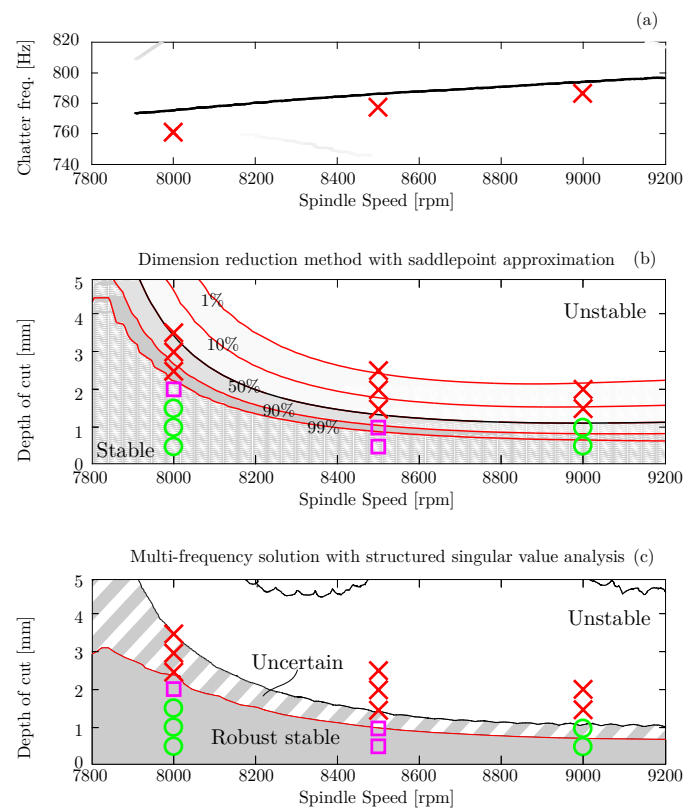 (a)
820
800
780
760
740
Chatter freq. [Hz]
7800 8000 8200 8400 8600 8800 9000 9200
Spindle Speed [rpm]
Dimension reduction method with saddlepoint approximation (b)
5
4
3
2
1
0
Depth of cut [mm]
1%
10%
50%
90%
99%
Unstable
Stable
7800 8000 8200 8400 8600 8800 9000 9200
Spindle Speed [rpm]
Multi-frequency solution with structured singular value analysis (c)
5
4
3
2
1
0
Depth of cut [mm]
Unstable
Uncertain
Robust stable
7800 8000 8200 8400 8600 8800 9000 9200
Spindle Speed [rpm]